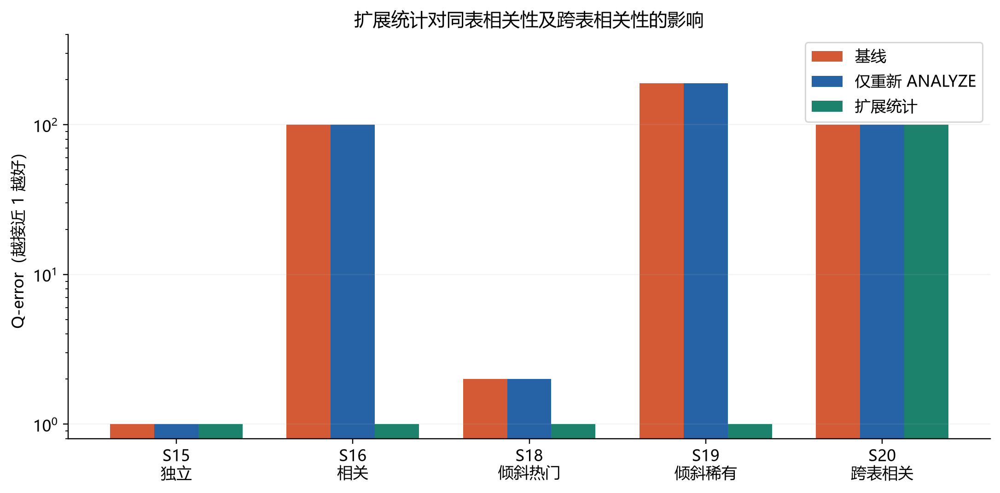 扩展统计对同表相关性及跨表相关性的影响
基线
仅重新 ANALYZE
扩展统计
Q-error（越接近 1 越好）
10²
10¹
10⁰
S15
独立
S16
相关
S18
倾斜热门
S19
倾斜稀有
S20
跨表相关